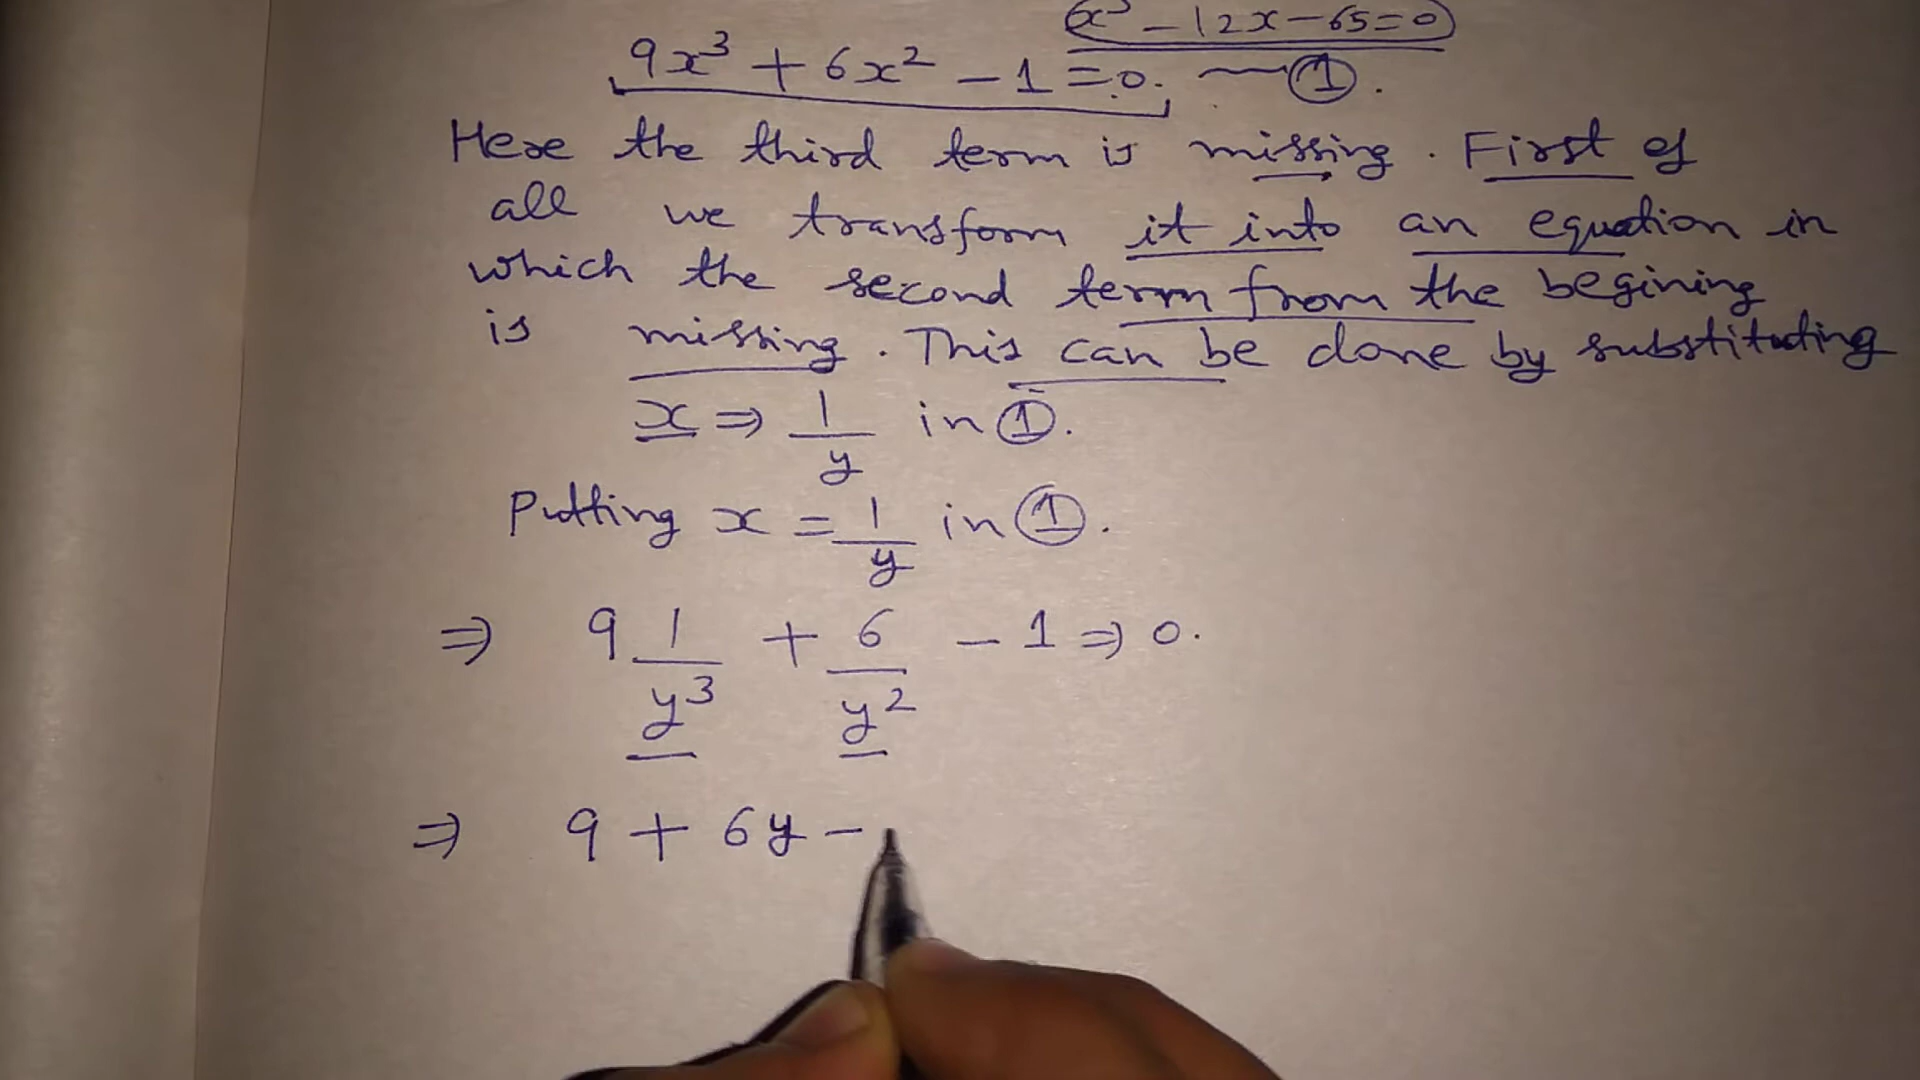 x³ - 12x - 65 = 0
9x³ + 6x² - 1 = 0. ~ ①.
Here the third term is missing. First of
all we transform it into an equation in
which the second term from the begining
is missing. This can be done by substituting
x ⇒ 1/y in ①.
Putting x = 1/y in ①.
⇒ 9 1/y³ + 6/y² - 1 ⇒ 0.
⇒ 9 + 6y -